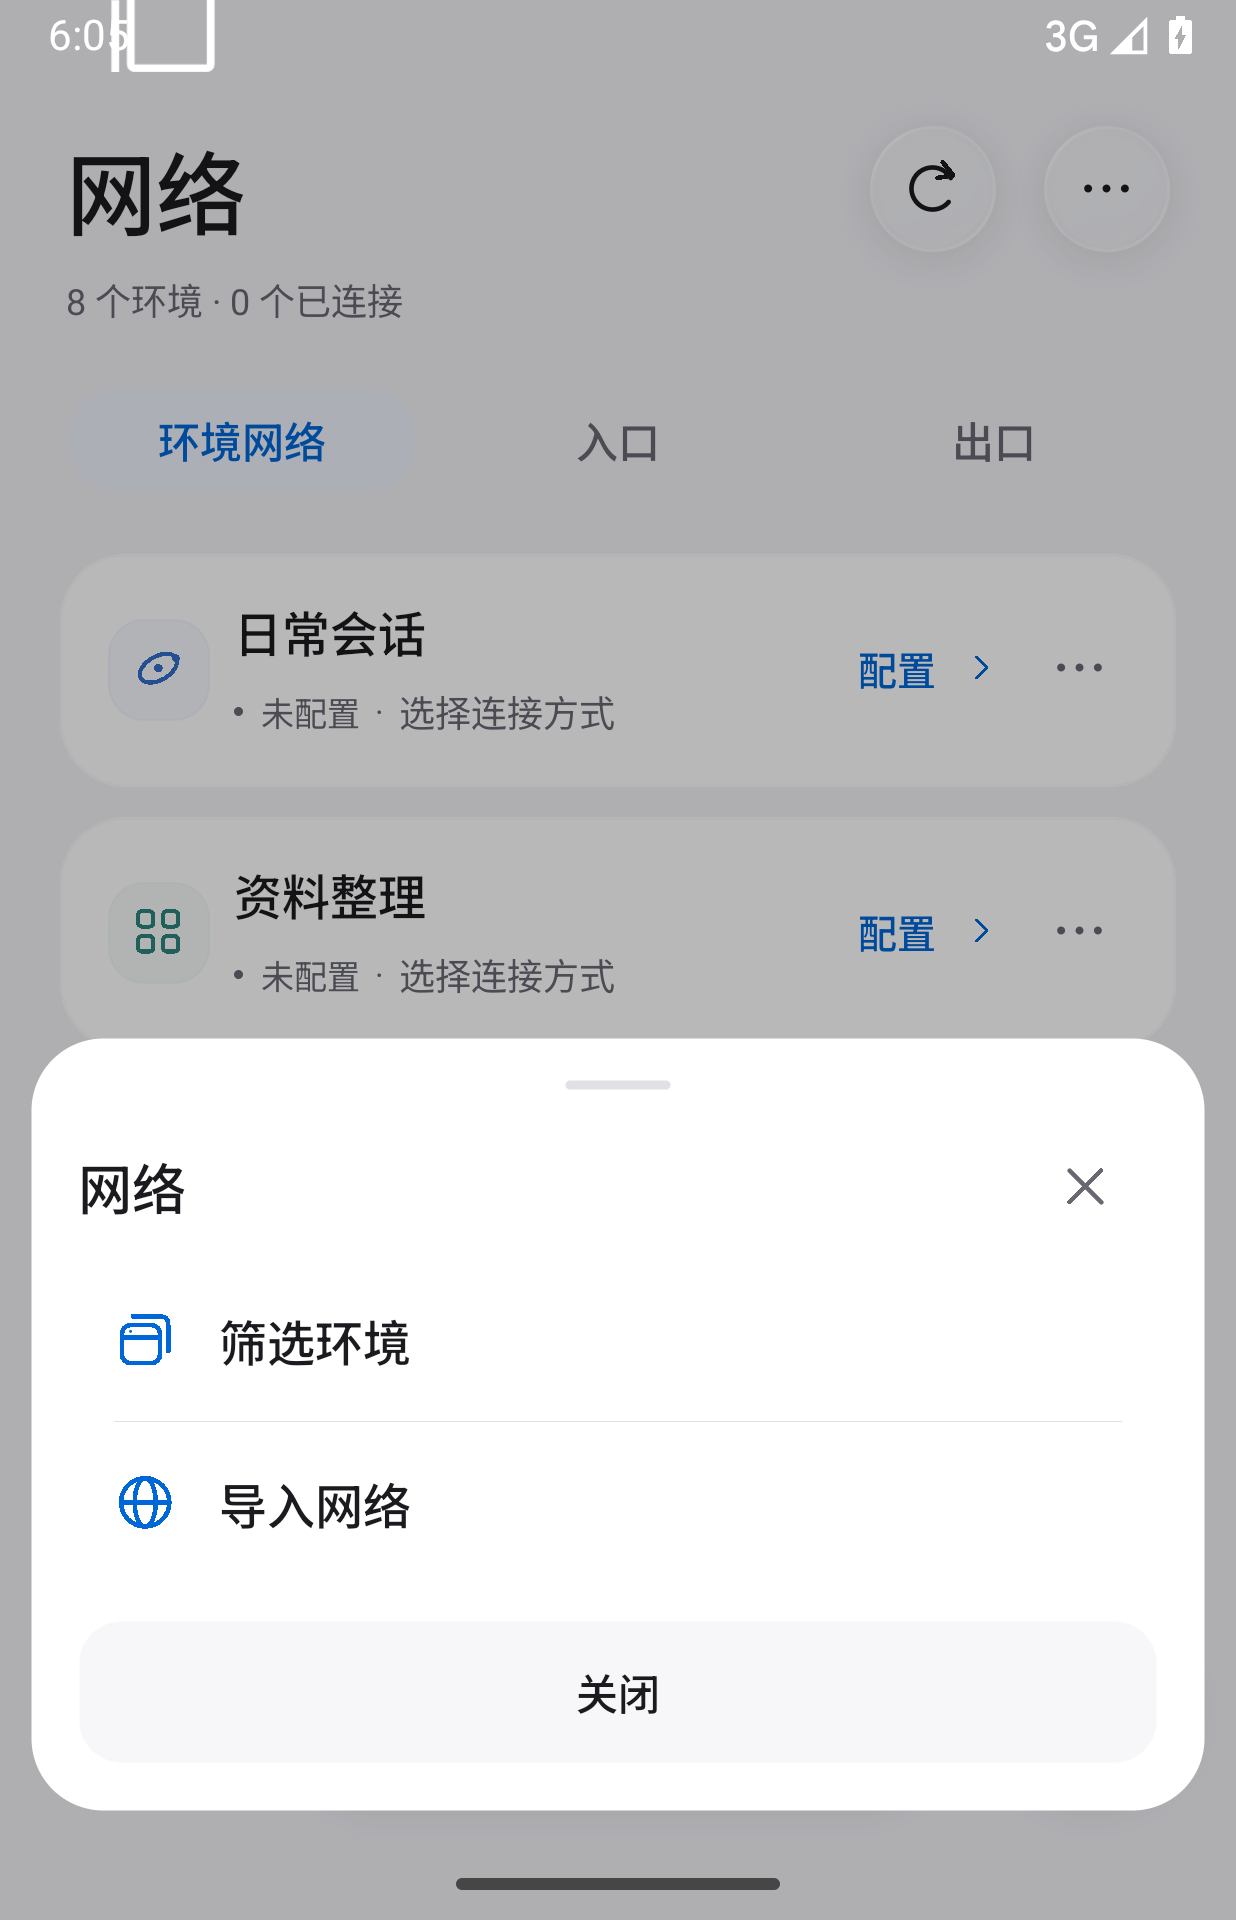 6:05
3G
网络
8 个环境 · 0 个已连接
环境网络
入口
出口
日常会话
• 未配置 · 选择连接方式
配置
资料整理
• 未配置 · 选择连接方式
配置
网络
筛选环境
导入网络
关闭